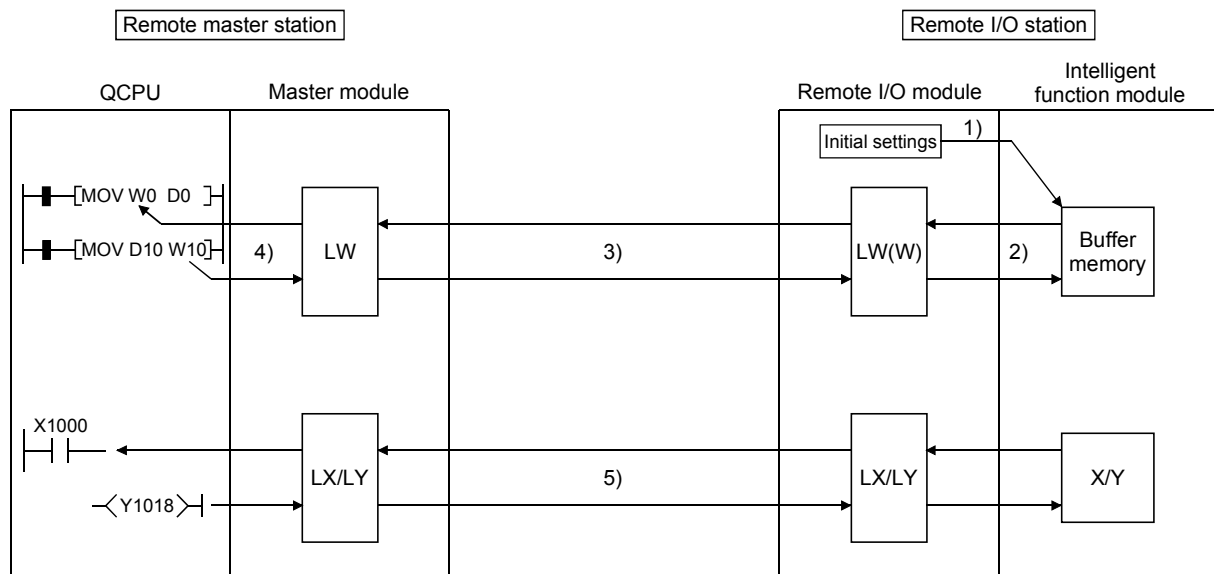 Remote master station
Remote I/O station
QCPU
Master module
Remote I/O module
Intelligent
function module
Initial settings
1)
MOV W0 D0
MOV D10 W10
4)
LW
3)
LW(W)
2)
Buffer
memory
X1000
Y1018
LX/LY
5)
LX/LY
X/Y